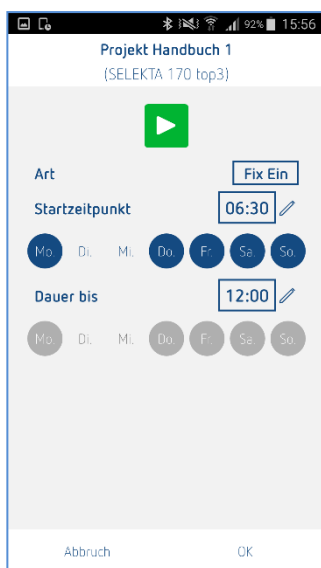 92% 15:56
Projekt Handbuch 1
(SELEKTA 170 top3)
Art Fix Ein
Startzeitpunkt 06:30
Mo. Di. Mi. Do. Fr. Sa. So.
Dauer bis 12:00
Mo. Di. Mi. Do. Fr. Sa. So.
Abbruch OK